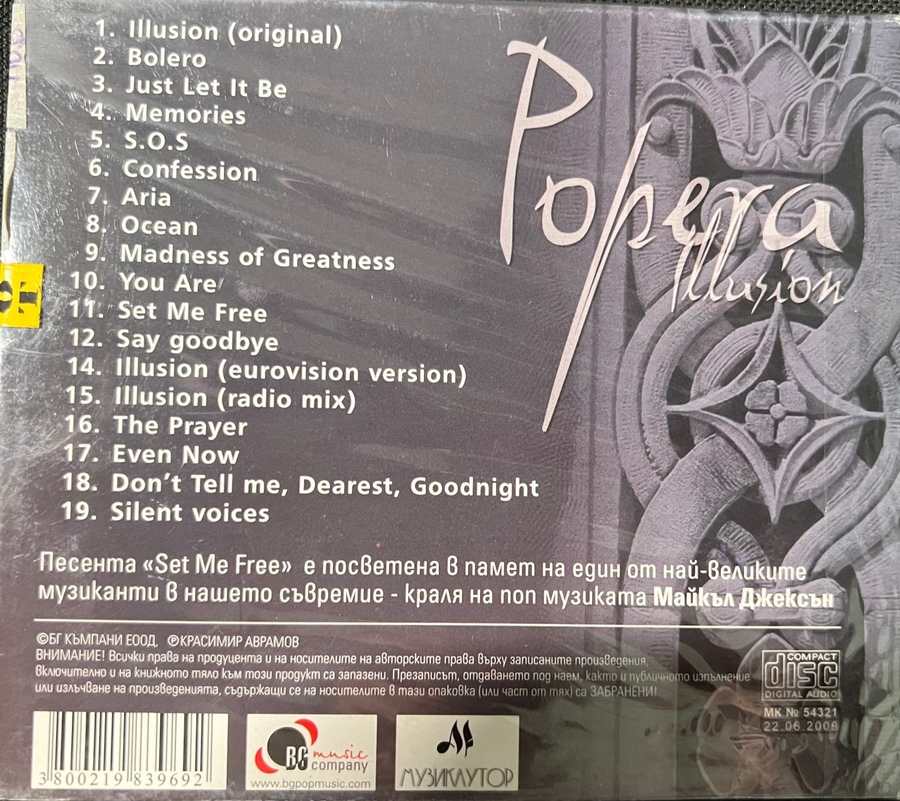 1. Illusion (original)
2. Bolero
3. Just Let It Be
4. Memories
5. S.O.S
6. Confession
7. Aria
8. Ocean
9. Madness of Greatness
10. You Are
11. Set Me Free
12. Say goodbye
14. Illusion (eurovision version)
15. Illusion (radio mix)
16. The Prayer
17. Even Now
18. Don't Tell me, Dearest, Goodnight
19. Silent voices
Popera
Illusion
Песента «Set Me Free» е посветена в памет на един от най-великите
музиканти в нашето съвремие - краля на поп музиката Майкъл Джексън
©БГ КЪМПАНИ ЕООД, ℗КРАСИМИР АВРАМОВ
ВНИМАНИЕ! Всички права на продуцента и на носителите на авторските права върху записаните произведения,
включително и на книжното тяло към този продукт са запазени. Презаписът, отдаването под наем, както и публичното изпълнение
или излъчване на произведенията, съдържащи се на носителите в тази опаковка (или част от тях) са ЗАБРАНЕНИ!
COMPACT
disc
DIGITAL AUDIO
МК № 54321
22.06.2006
3800219 839692
BG music
company
www.bgpopmusic.com
МУЗИКАУТОР